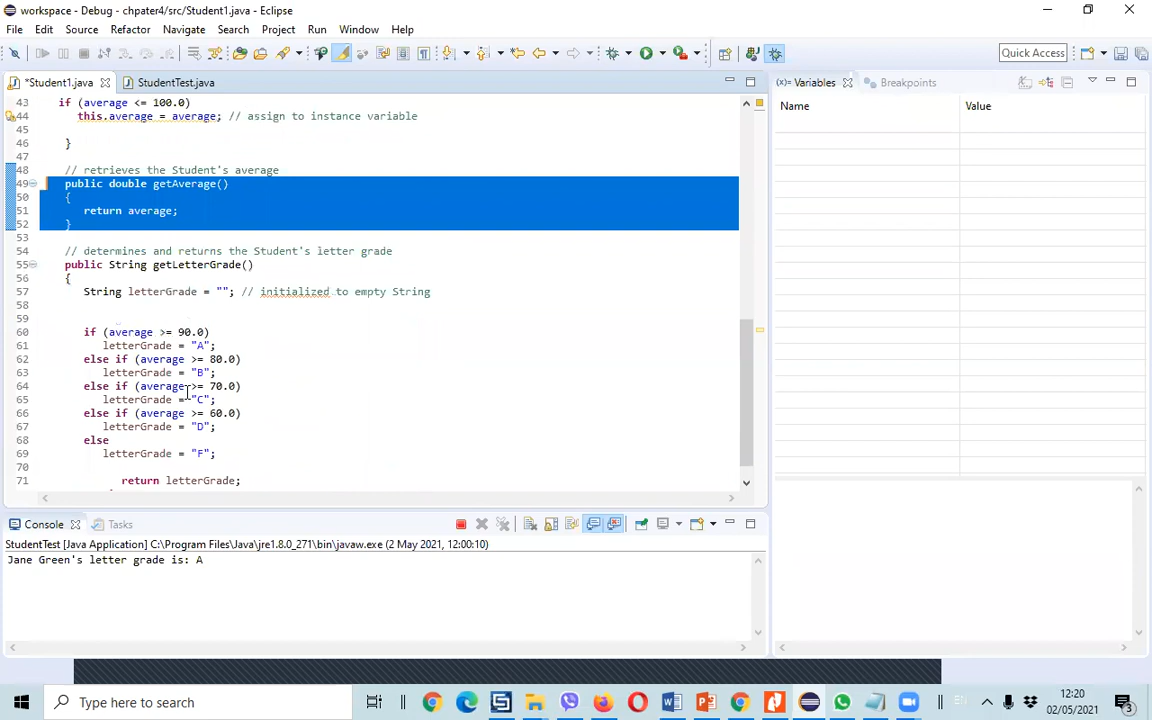 workspace - Debug - chpater4/src/Student1.java - Eclipse
File Edit Source Refactor Navigate Search Project Run Window Help
Quick Access
*Student1.java StudentTest.java
43 if (average <= 100.0)
44 this.average = average; // assign to instance variable
45
46 }
47
48 // retrieves the Student's average
49 public double getAverage()
50 {
51 return average;
52 }
53
54 // determines and returns the Student's letter grade
55 public String getLetterGrade()
56 {
57 String letterGrade = ""; // initialized to empty String
58
59
60 if (average >= 90.0)
61 letterGrade = "A";
62 else if (average >= 80.0)
63 letterGrade = "B";
64 else if (average >= 70.0)
65 letterGrade = "C";
66 else if (average >= 60.0)
67 letterGrade = "D";
68 else
69 letterGrade = "F";
70
71 return letterGrade;
(x)= Variables Breakpoints
Name Value
Console Tasks
StudentTest [Java Application] C:\Program Files\Java\jre1.8.0_271\bin\javaw.exe (2 May 2021, 12:00:10)
Jane Green's letter grade is: A
Type here to search
EN
12:20
02/05/2021
3